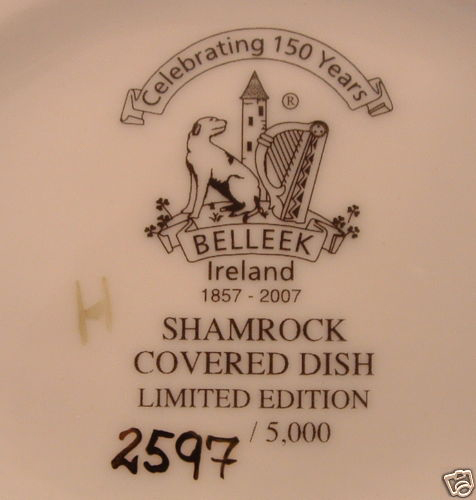 Celebrating 150 Years
®
BELLEEK
Ireland
1857 - 2007
H
SHAMROCK
COVERED DISH
LIMITED EDITION
2597 / 5,000